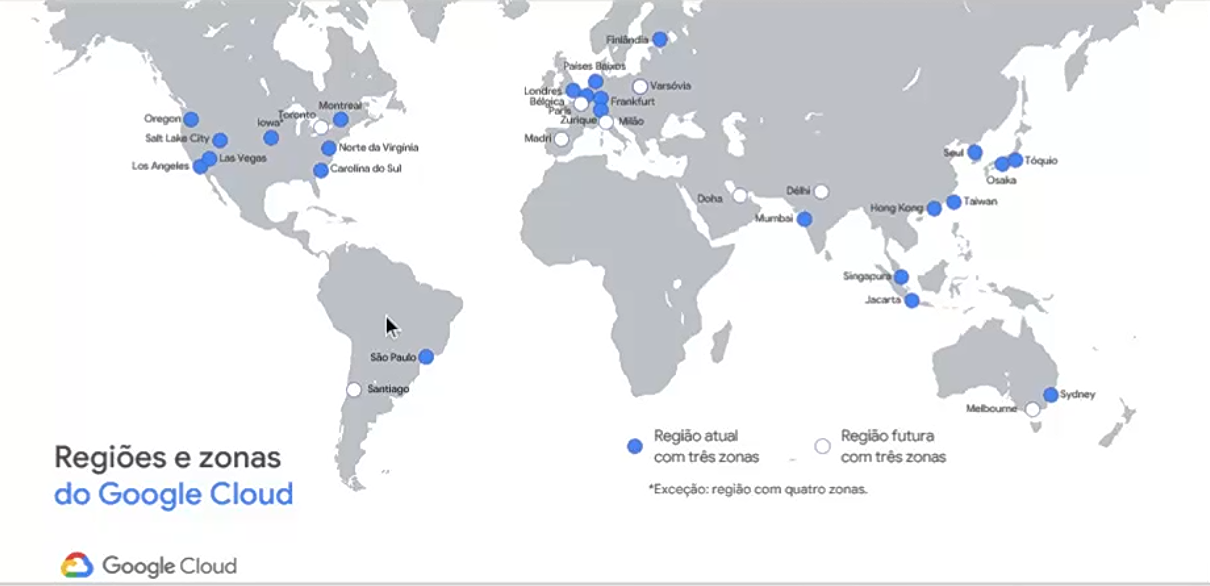 Finlândia
Países Baixos
Londres
Varsóvia
Bélgica
Frankfurt
Paris
Zurique
Milão
Madri
Montreal
Toronto
Oregon
Iowa*
Salt Lake City
Norte da Virgínia
Las Vegas
Los Angeles
Carolina do Sul
Seul
Tóquio
Osaka
Doha
Délhi
Mumbai
Hong Kong
Taiwan
Singapura
Jacarta
São Paulo
Santiago
Sydney
Melbourne
Regiões e zonas
do Google Cloud
Região atual
com três zonas
Região futura
com três zonas
*Exceção: região com quatro zonas.
Google Cloud